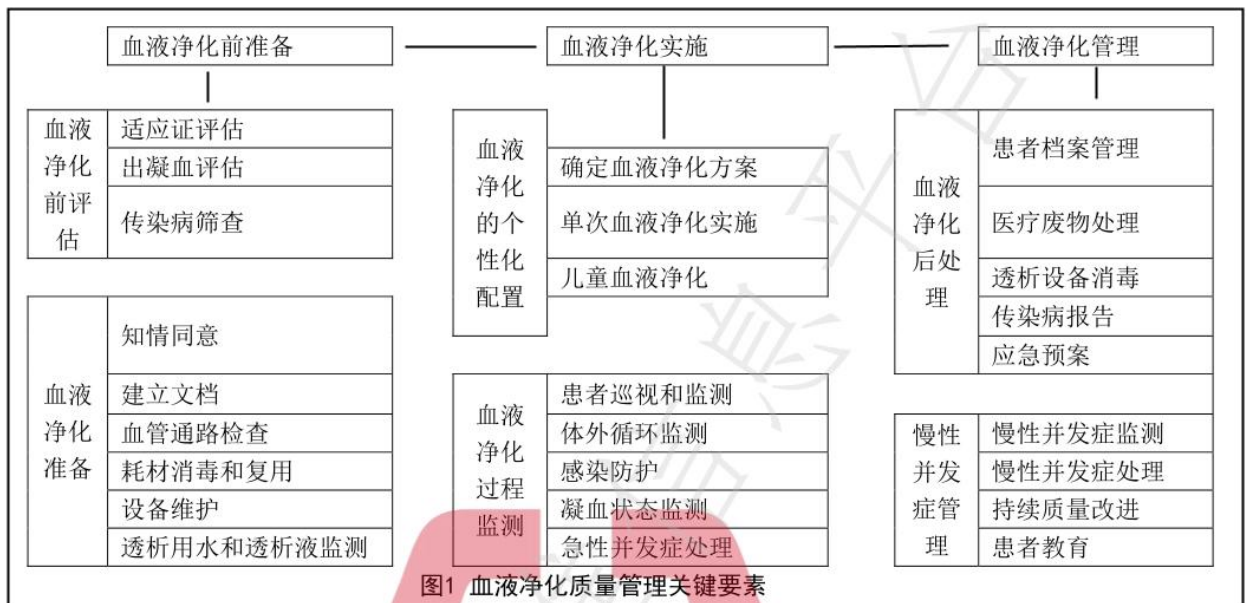 血液净化前准备
血液净化实施
血液净化管理
血液
净化
前评
估
适应证评估
出凝血评估
传染病筛查
血液
净化
准备
知情同意
建立文档
血管通路检查
耗材消毒和复用
设备维护
透析用水和透析液监测
血液
净化
的个
性化
配置
确定血液净化方案
单次血液净化实施
儿童血液净化
血液
净化
过程
监测
患者巡视和监测
体外循环监测
感染防护
凝血状态监测
急性并发症处理
血液
净化
后处
理
患者档案管理
医疗废物处理
透析设备消毒
传染病报告
应急预案
慢性
并发
症管
理
慢性并发症监测
慢性并发症处理
持续质量改进
患者教育
图1 血液净化质量管理关键要素